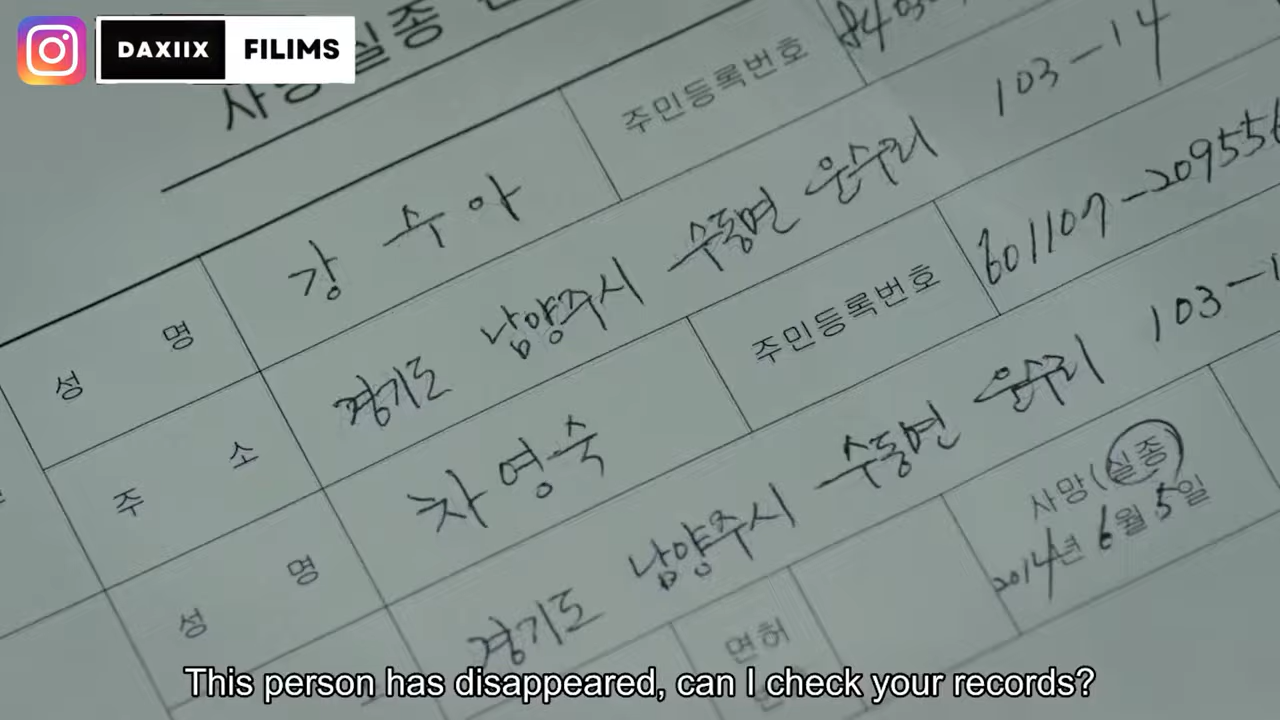 DAXIIX FILIMS
주민등록번호
강 수 아
성 명
103-14
경기도 남양주시 수동면 운수리
주 소
주민등록번호
차영숙
성 명
103-1
경기도 남양주시 수동면 운수리
사망(실종
2014년 6월 5일
면허
This person has disappeared, can I check your records?